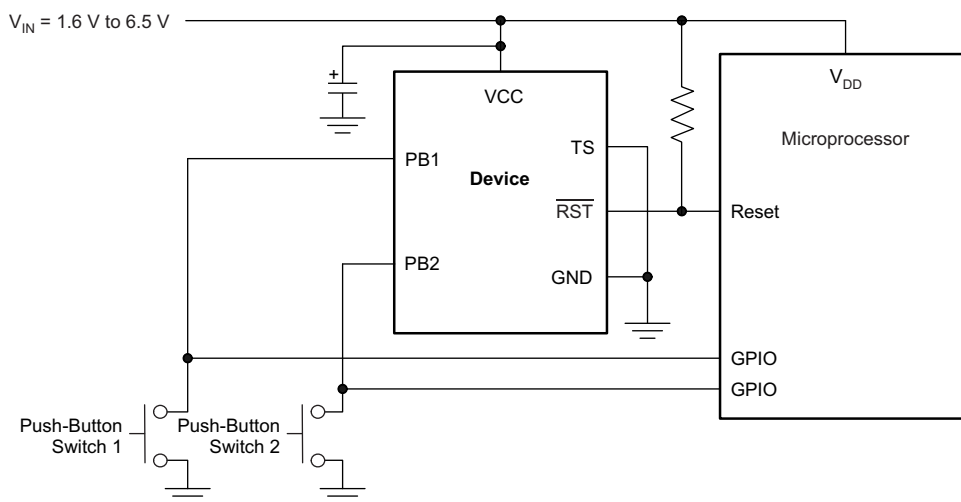 V_IN = 1.6 V to 6.5 V
+
VCC
V_DD
Microprocessor
TS
PB1
Device
RST
Reset
PB2
GND
GPIO
GPIO
Push-Button
Switch 1
Push-Button
Switch 2